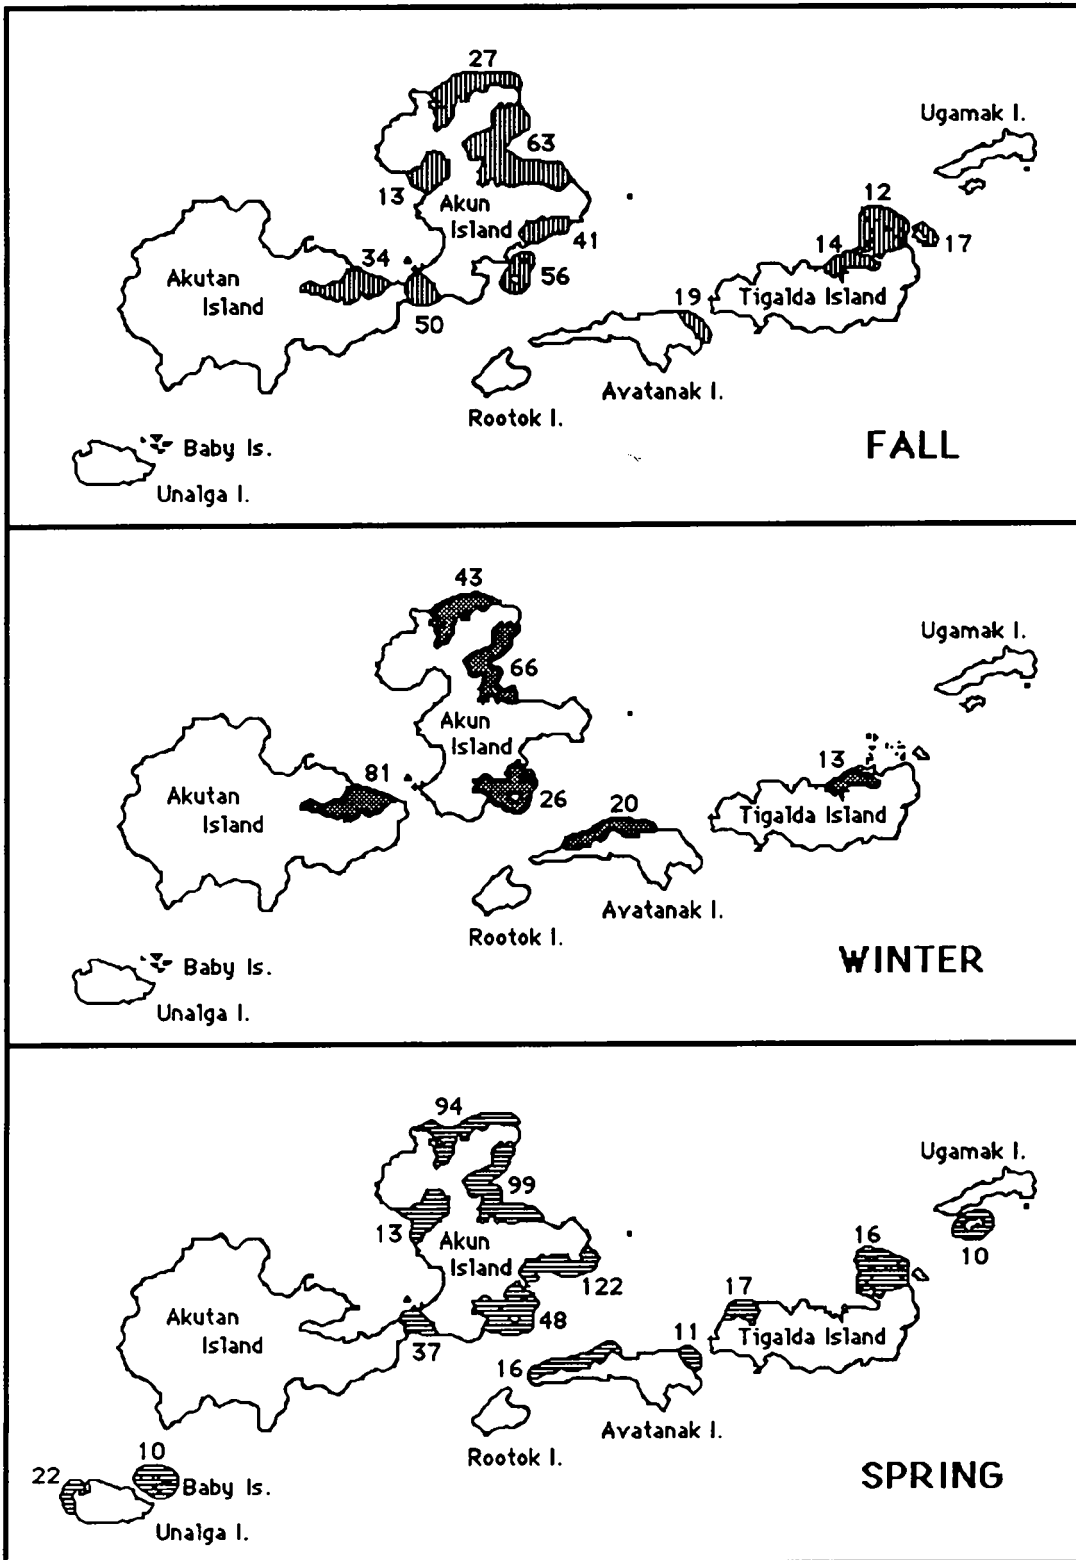 27
Ugamak I.
63
13
Akun
Island
12
41
17
34
14
56
Akutan
Island
Tigalda Island
19
50
Avatanak I.
Rootok I.
FALL
Baby Is.
Unalga I.
43
Ugamak I.
66
Akun
Island
81
13
Akutan
Island
26
20
Tigalda Island
Avatanak I.
Rootok I.
WINTER
Baby Is.
Unalga I.
94
Ugamak I.
99
13
Akun
Island
16
10
122
17
Akutan
Island
48
Tigalda Island
37
11
16
Avatanak I.
Rootok I.
10
22
SPRING
Baby Is.
Unalga I.